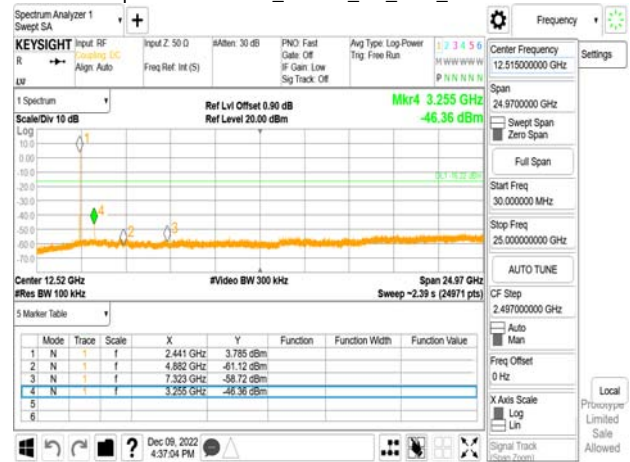 Spectrum Analyzer 1
Swept SA
Frequency
KEYSIGHT
Input: RF
Coupling: DC
Align: Auto
Input Z: 50 Ω
Freq Ref: Int (S)
#Atten: 30 dB
PNO: Fast
Gate: Off
IF Gain: Low
Sig Track: Off
Avg Type: Log-Power
Trig: Free Run
1 2 3 4 5 6
M W W W W W
P N N N N N
1 Spectrum
Scale/Div 10 dB
Ref Lvl Offset 0.90 dB
Ref Level 20.00 dBm
Mkr4 3.255 GHz
-46.36 dBm
Log
10.0
0.00
-10.0
-20.0
-30.0
-40.0
-50.0
-60.0
-70.0
1
4
2
3
Center 12.52 GHz
#Res BW 100 kHz
#Video BW 300 kHz
Span 24.97 GHz
Sweep ~2.39 s (24971 pts)
5 Marker Table
Mode Trace Scale X Y Function Function Width Function Value
1 N 1 f 2.441 GHz 3.785 dBm
2 N 1 f 4.882 GHz -61.12 dBm
3 N 1 f 7.323 GHz -58.72 dBm
4 N 1 f 3.255 GHz -46.36 dBm
5
6
Dec 09, 2022
4:37:04 PM
Center Frequency
12.515000000 GHz
Span
24.9700000 GHz
Swept Span
Zero Span
Full Span
Start Freq
30.000000 MHz
Stop Freq
25.000000000 GHz
AUTO TUNE
CF Step
2.497000000 GHz
Auto
Man
Freq Offset
0 Hz
X Axis Scale
Log
Lin
Signal Track
(Span Zoom)
Settings
Local
Prototype
Limited
Sale
Allowed